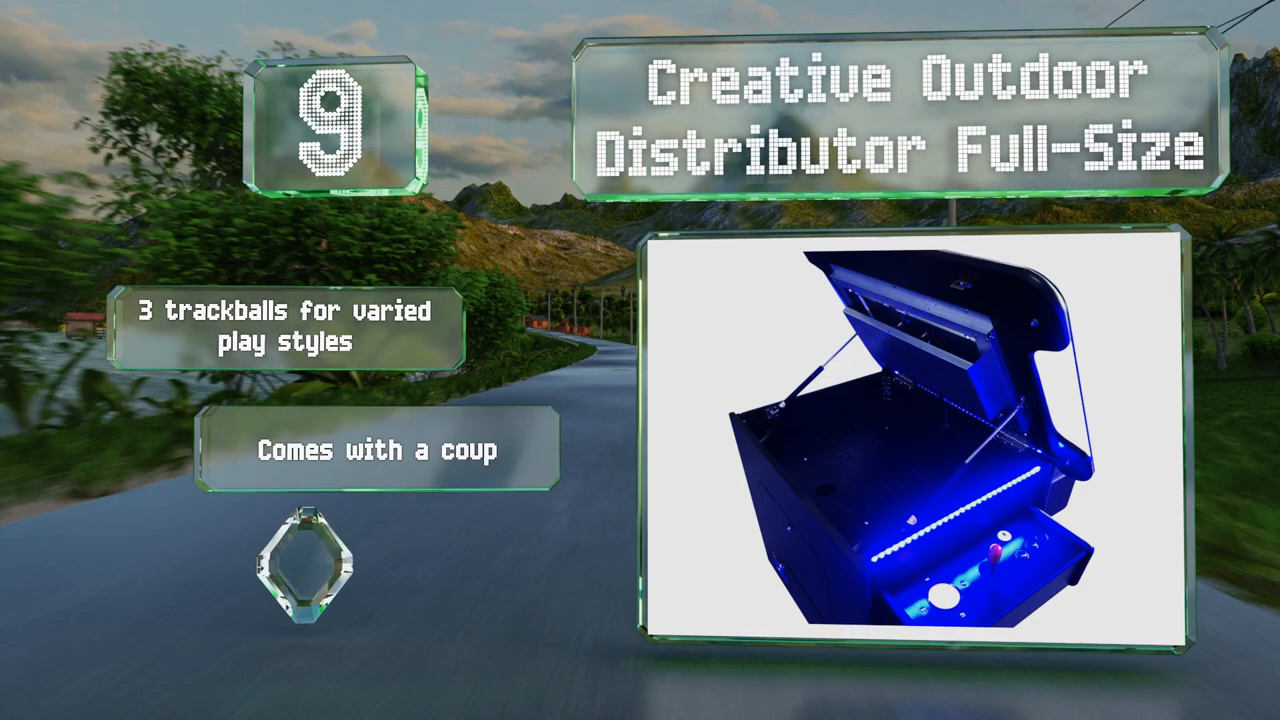 9
Creative Outdoor
Distributor Full-Size
3 trackballs for varied
play styles
Comes with a coup